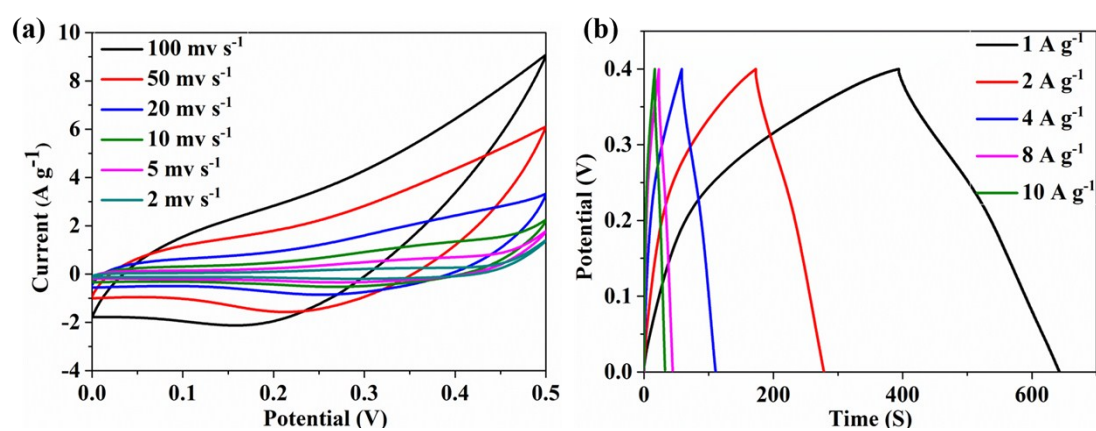 (a)
100 mv s⁻¹
50 mv s⁻¹
20 mv s⁻¹
10 mv s⁻¹
5 mv s⁻¹
2 mv s⁻¹
Current (A g⁻¹)
10
8
6
4
2
0
-2
-4
0.0
0.1
0.2
0.3
0.4
0.5
Potential (V)
(b)
1 A g⁻¹
2 A g⁻¹
4 A g⁻¹
8 A g⁻¹
10 A g⁻¹
Potential (V)
0.4
0.3
0.2
0.1
0.0
0
200
400
600
Time (S)